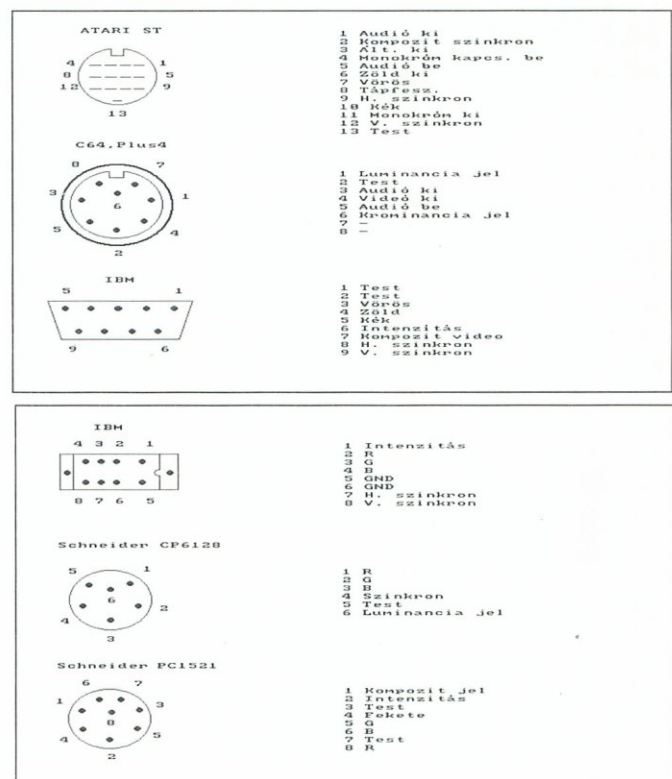 ATARI ST
4 1
8 5
12 9
13
1 Audió ki
2 Kompozit szinkron
3 Ált. ki
4 Monokróm kapcs. be
5 Audió be
6 Zöld ki
7 Vörös
8 Tápfesz.
9 H. szinkron
10 Kék
11 Monokróm ki
12 V. szinkron
13 Test
C64,Plus4
8 7
3 1
6
5 4
2
1 Luminancia jel
2 Test
3 Audió ki
4 Videó ki
5 Audió be
6 Krominancia jel
7 —
8 —
IBM
5 1
9 6
1 Test
2 Test
3 Vörös
4 Zöld
5 Kék
6 Intenzítás
7 Kompozit video
8 H. szinkron
9 V. szinkron
IBM
4 3 2 1
8 7 6 5
1 Intenzitás
2 R
3 G
4 B
5 GND
6 GND
7 H. szinkron
8 V. szinkron
Schneider CP6128
5 1
6
4 2
3
1 R
2 G
3 B
4 Szinkron
5 Test
6 Luminancia jel
Schneider PC1521
6 7
1 3
8
4 5
2
1 Kompozit jel
2 Intenzitás
3 Test
4 Fekete
5 G
6 B
7 Test
8 R